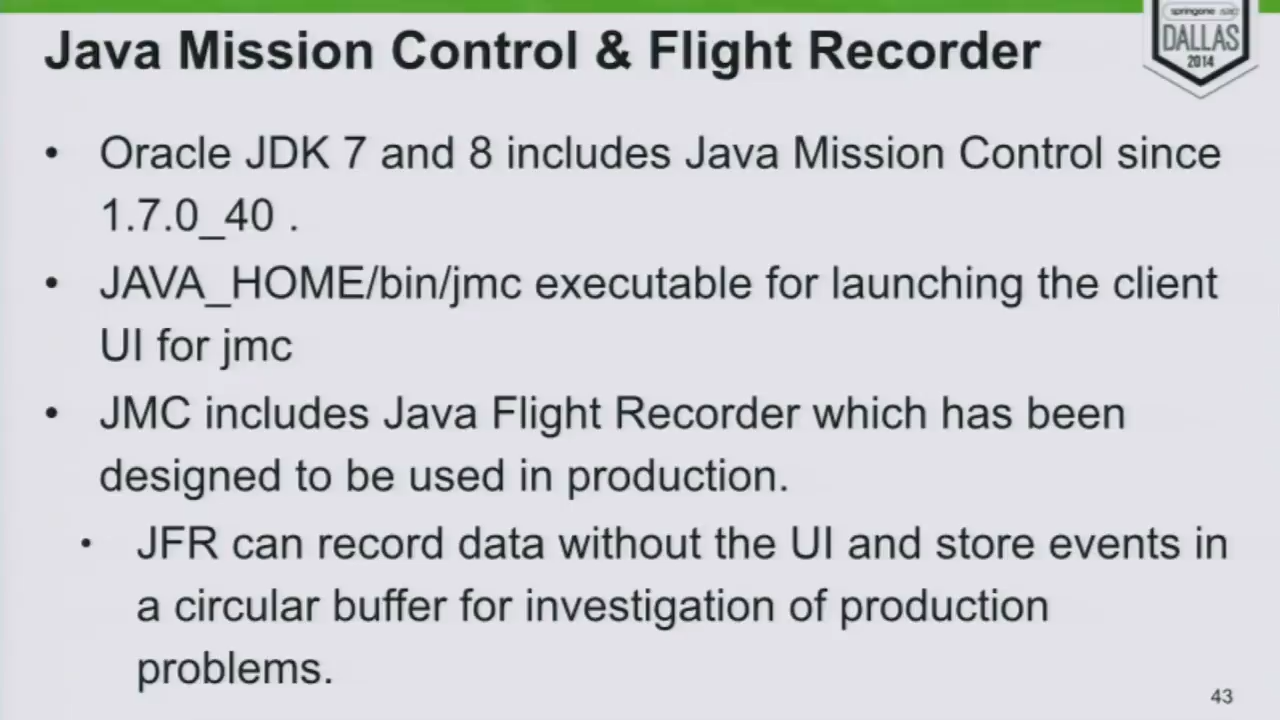 Java Mission Control & Flight Recorder
springone
DALLAS
2014
• Oracle JDK 7 and 8 includes Java Mission Control since
1.7.0_40 .
• JAVA_HOME/bin/jmc executable for launching the client
UI for jmc
• JMC includes Java Flight Recorder which has been
designed to be used in production.
• JFR can record data without the UI and store events in
a circular buffer for investigation of production
problems.
43